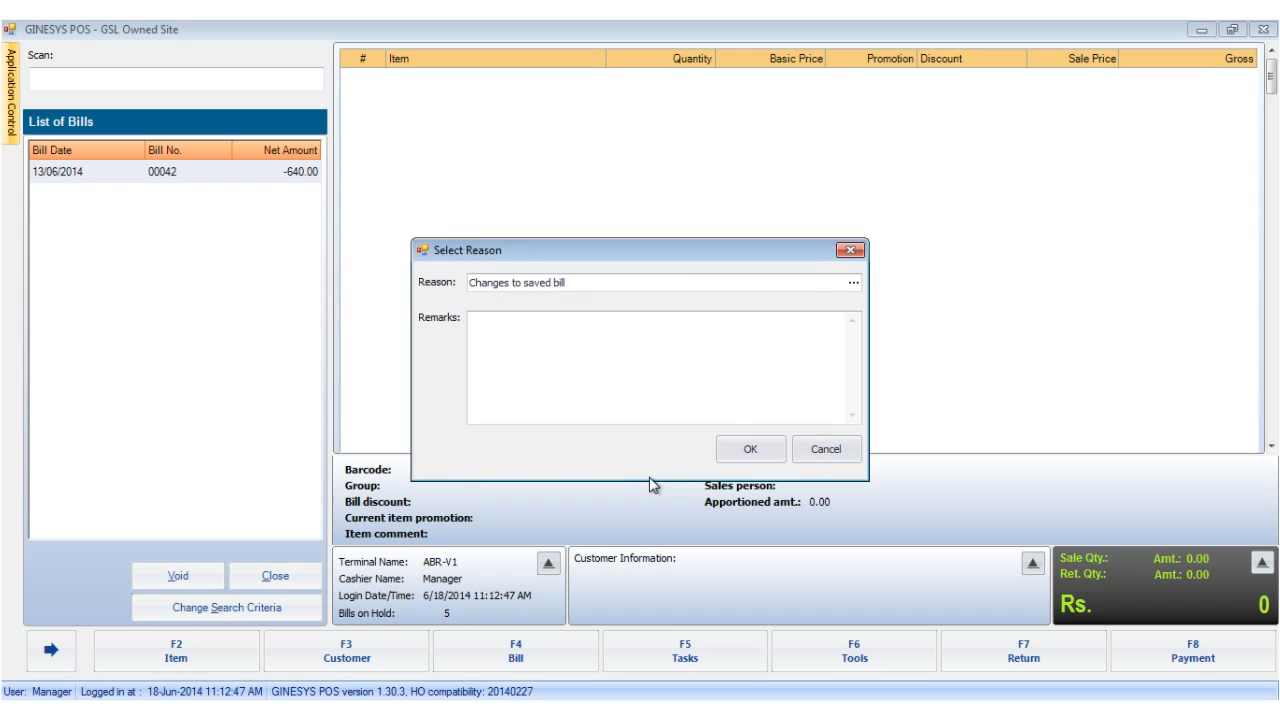 GINESYS POS - GSL Owned Site
Application Control
Scan:
List of Bills
Bill Date Bill No. Net Amount
13/06/2014 00042 -640.00
Void Close
Change Search Criteria
# Item Quantity Basic Price Promotion Discount Sale Price Gross
Select Reason
Reason: Changes to saved bill ...
Remarks:
OK Cancel
Barcode:
Group: Sales person:
Bill discount: Apportioned amt.: 0.00
Current item promotion:
Item comment:
Terminal Name: ABR-V1
Cashier Name: Manager
Login Date/Time: 6/18/2014 11:12:47 AM
Bills on Hold: 5
Customer Information:
Sale Qty.: Amt.: 0.00
Ret. Qty.: Amt.: 0.00
Rs. 0
F2 F3 F4 F5 F6 F7 F8
Item Customer Bill Tasks Tools Return Payment
User: Manager Logged in at : 18-Jun-2014 11:12:47 AM GINESYS POS version 1.30.3, HO compatibility: 20140227